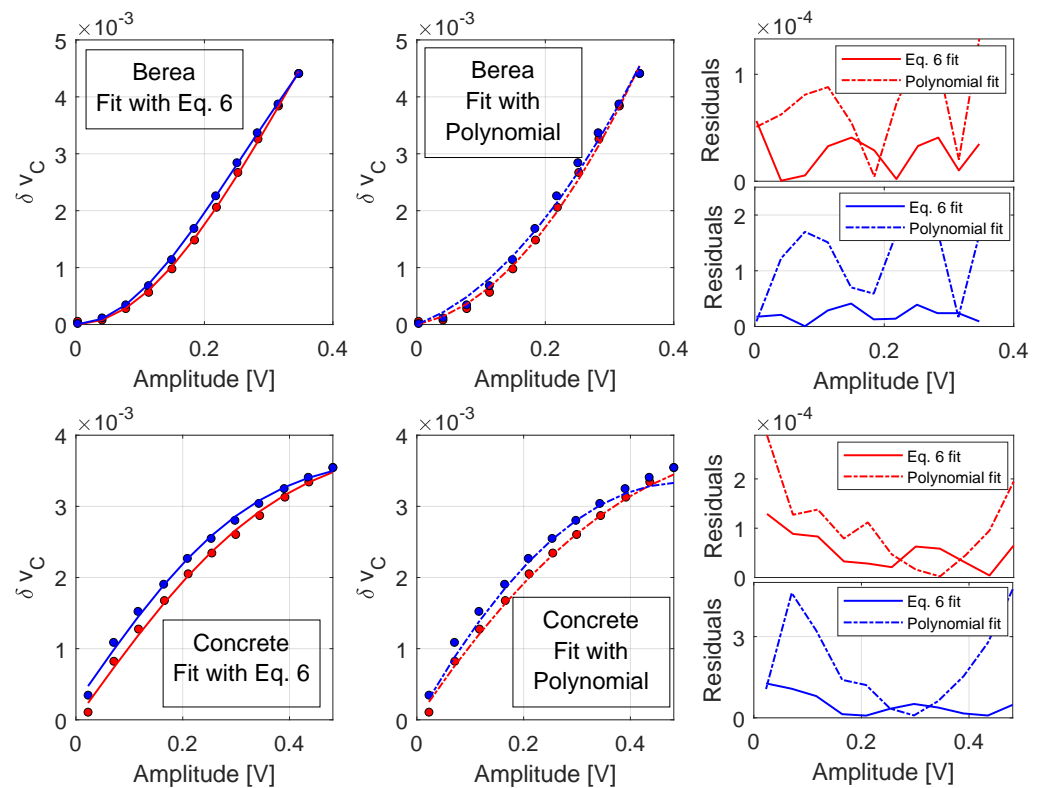 ×10-3
5
4
3
2
1
0
δ vC
Berea
Fit with Eq. 6
0
0.2
0.4
Amplitude [V]
×10-3
5
4
3
2
1
0
δ vC
Berea
Fit with
Polynomial
0
0.2
0.4
Amplitude [V]
×10-4
1
0
Residuals
Eq. 6 fit
Polynomial fit
2
1
0
Residuals
Eq. 6 fit
Polynomial fit
0
0.2
0.4
Amplitude [V]
×10-3
4
3
2
1
0
δ vC
Concrete
Fit with Eq. 6
0
0.2
0.4
Amplitude [V]
×10-3
4
3
2
1
0
δ vC
Concrete
Fit with
Polynomial
0
0.2
0.4
Amplitude [V]
×10-4
2
0
Residuals
Eq. 6 fit
Polynomial fit
3
0
Residuals
Eq. 6 fit
Polynomial fit
0
0.2
0.4
Amplitude [V]